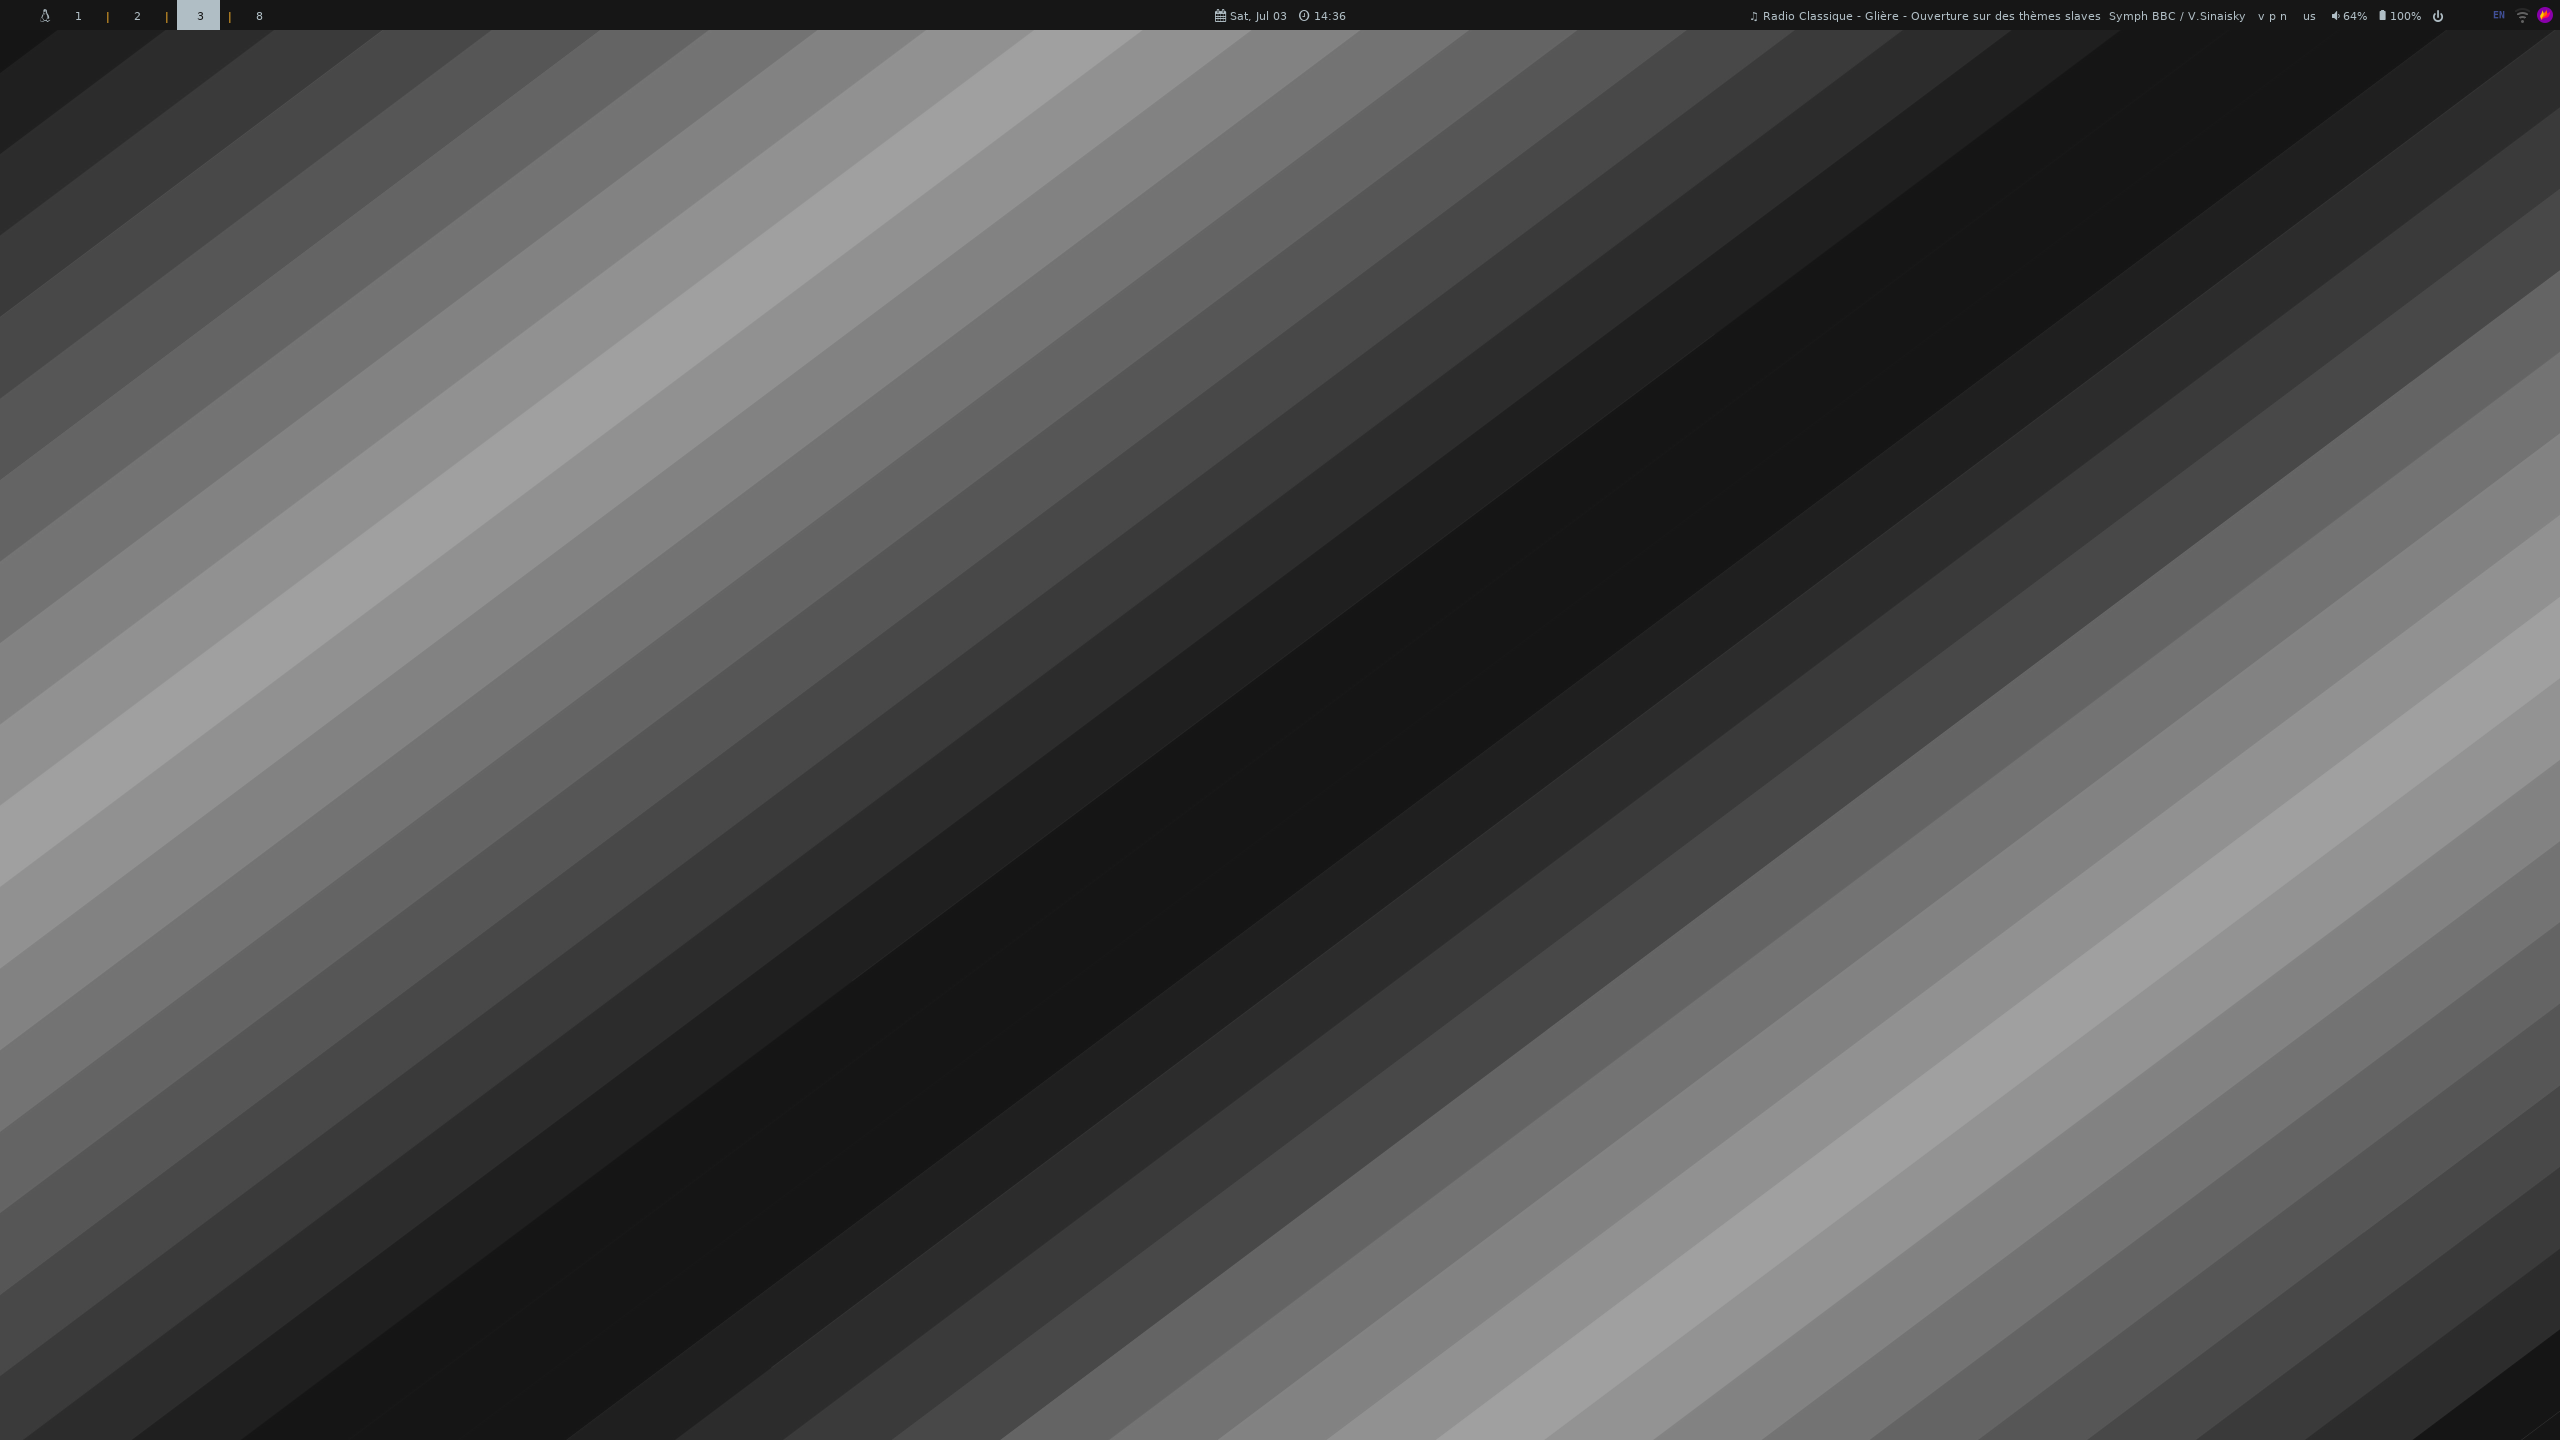 1 | 2 | 3 | 8 Sat, Jul 03 14:36 ♫ Radio Classique - Glière - Ouverture sur des thèmes slaves  Symph BBC / V.Sinaisky v p n us 64% 100% EN